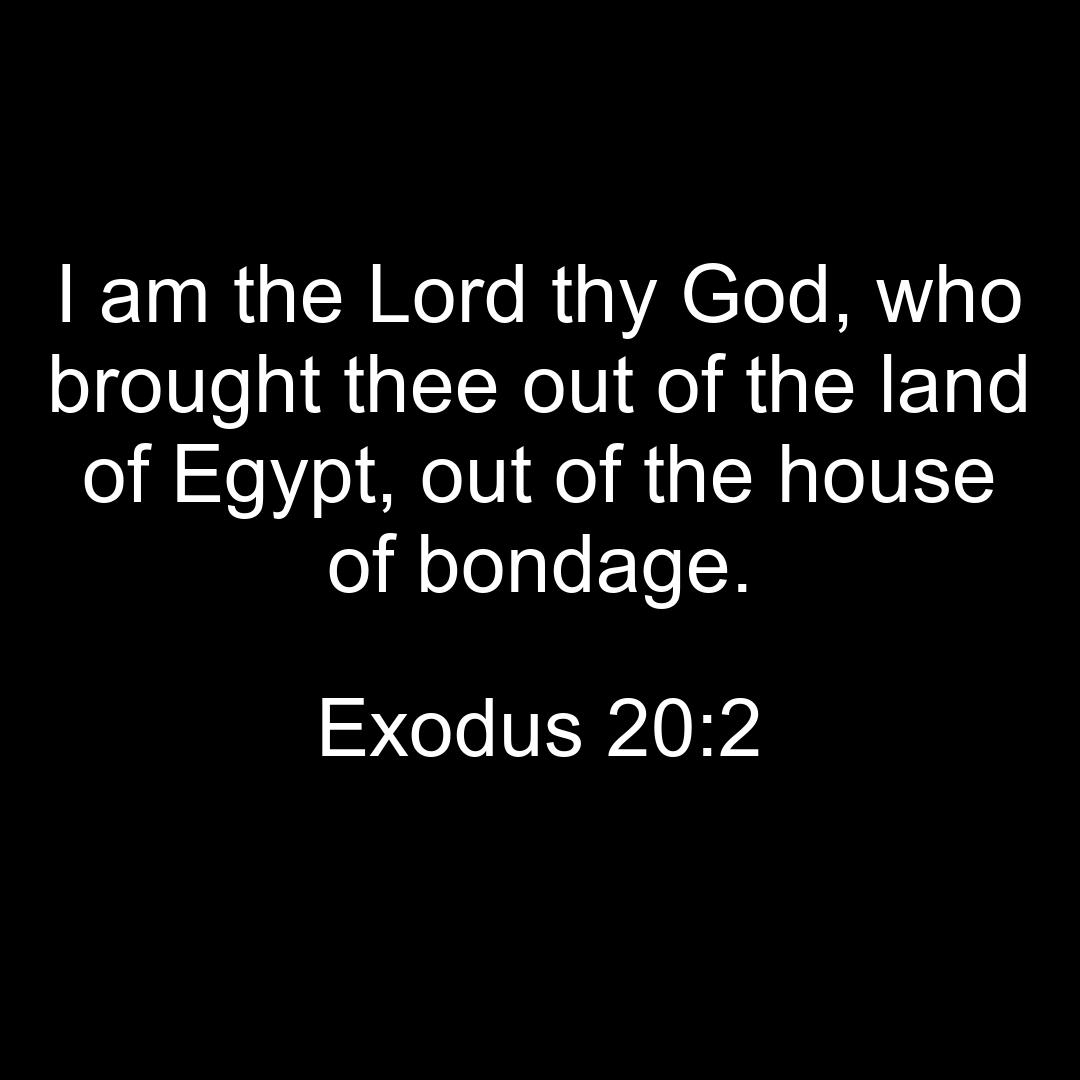 I am the Lord thy God, who
brought thee out of the land
of Egypt, out of the house
of bondage.
Exodus 20:2